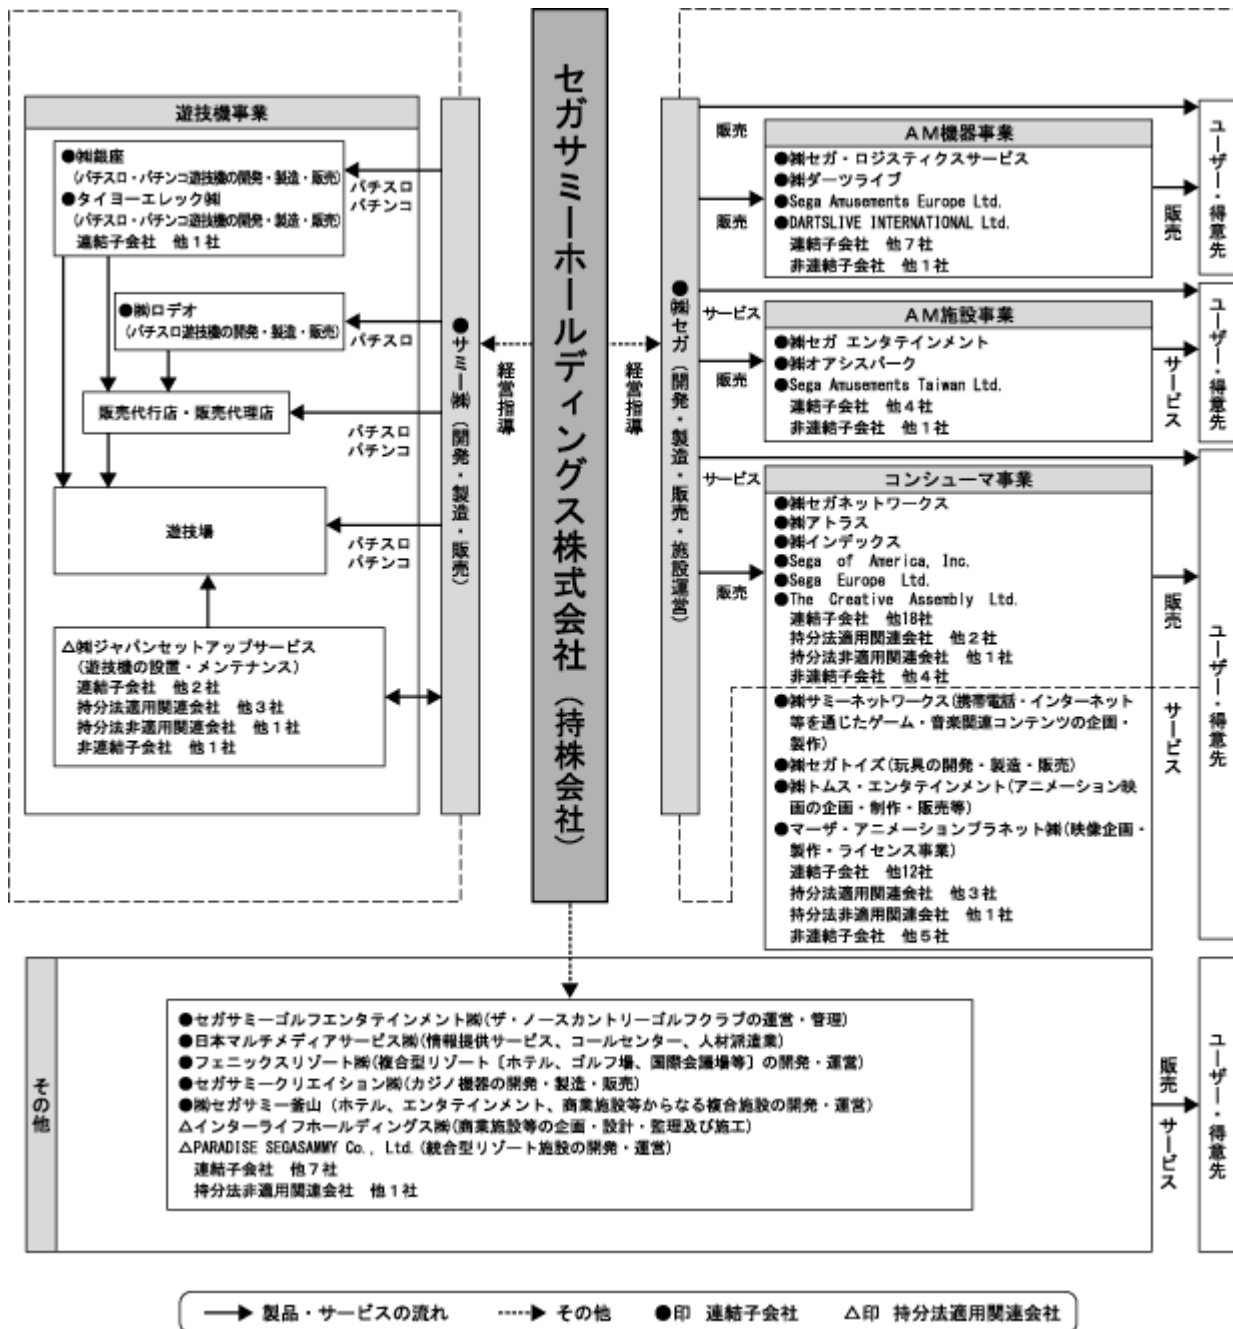 セガサミーホールディングス株式会社（持株会社）
経営指導
経営指導
●サミー㈱（開発・製造・販売）
●㈱セガ（開発・製造・販売・施設運営）
遊技機事業
●㈱銀座
(パチスロ・パチンコ遊技機の開発・製造・販売)
●タイヨーエレック㈱
(パチスロ・パチンコ遊技機の開発・製造・販売)
連結子会社　他１社
パチスロ
パチンコ
●㈱ロデオ
(パチスロ遊技機の開発・製造・販売)
パチスロ
販売代行店・販売代理店
パチスロ
パチンコ
遊技場
パチスロ
パチンコ
△㈱ジャパンセットアップサービス
(遊技機の設置・メンテナンス)
連結子会社　他２社
持分法適用関連会社　他３社
持分法非適用関連会社　他１社
非連結子会社　他１社
販売
販売
ＡＭ機器事業
●㈱セガ・ロジスティクスサービス
●㈱ダーツライブ
●Sega Amusements Europe Ltd.
●DARTSLIVE INTERNATIONAL Ltd.
連結子会社　他７社
非連結子会社　他１社
販売
ユーザー・得意先
サービス
販売
ＡＭ施設事業
●㈱セガ エンタテインメント
●㈱オアシスパーク
●Sega Amusements Taiwan Ltd.
連結子会社　他４社
非連結子会社　他１社
サービス
ユーザー・得意先
サービス
販売
コンシューマ事業
●㈱セガネットワークス
●㈱アトラス
●㈱インデックス
●Sega of America, Inc.
●Sega Europe Ltd.
●The Creative Assembly Ltd.
連結子会社　他18社
持分法適用関連会社　他２社
持分法非適用関連会社　他１社
非連結子会社　他４社
●㈱サミーネットワークス(携帯電話・インターネット
等を通じたゲーム・音楽関連コンテンツの企画・
製作)
●㈱セガトイズ(玩具の開発・製造・販売)
●㈱トムス・エンタテインメント(アニメーション映
画の企画・制作・販売等)
●マーザ・アニメーションプラネット㈱(映像企画・
製作・ライセンス事業)
連結子会社　他12社
持分法適用関連会社　他３社
持分法非適用関連会社　他１社
非連結子会社　他５社
販売
サービス
ユーザー・得意先
その他
●セガサミーゴルフエンタテインメント㈱(ザ・ノースカントリーゴルフクラブの運営・管理)
●日本マルチメディアサービス㈱(情報提供サービス、コールセンター、人材派遣業)
●フェニックスリゾート㈱(複合型リゾート［ホテル、ゴルフ場、国際会議場等］の開発・運営)
●セガサミークリエイション㈱(カジノ機器の開発・製造・販売)
●㈱セガサミー釜山（ホテル、エンタテインメント、商業施設等からなる複合施設の開発・運営）
△インターライフホールディングス㈱(商業施設等の企画・設計・監理及び施工)
△PARADISE SEGASAMMY Co., Ltd.(統合型リゾート施設の開発・運営)
連結子会社　他７社
持分法非適用関連会社　他１社
販売
サービス
ユーザー・得意先
製品・サービスの流れ　その他　●印　連結子会社　△印　持分法適用関連会社